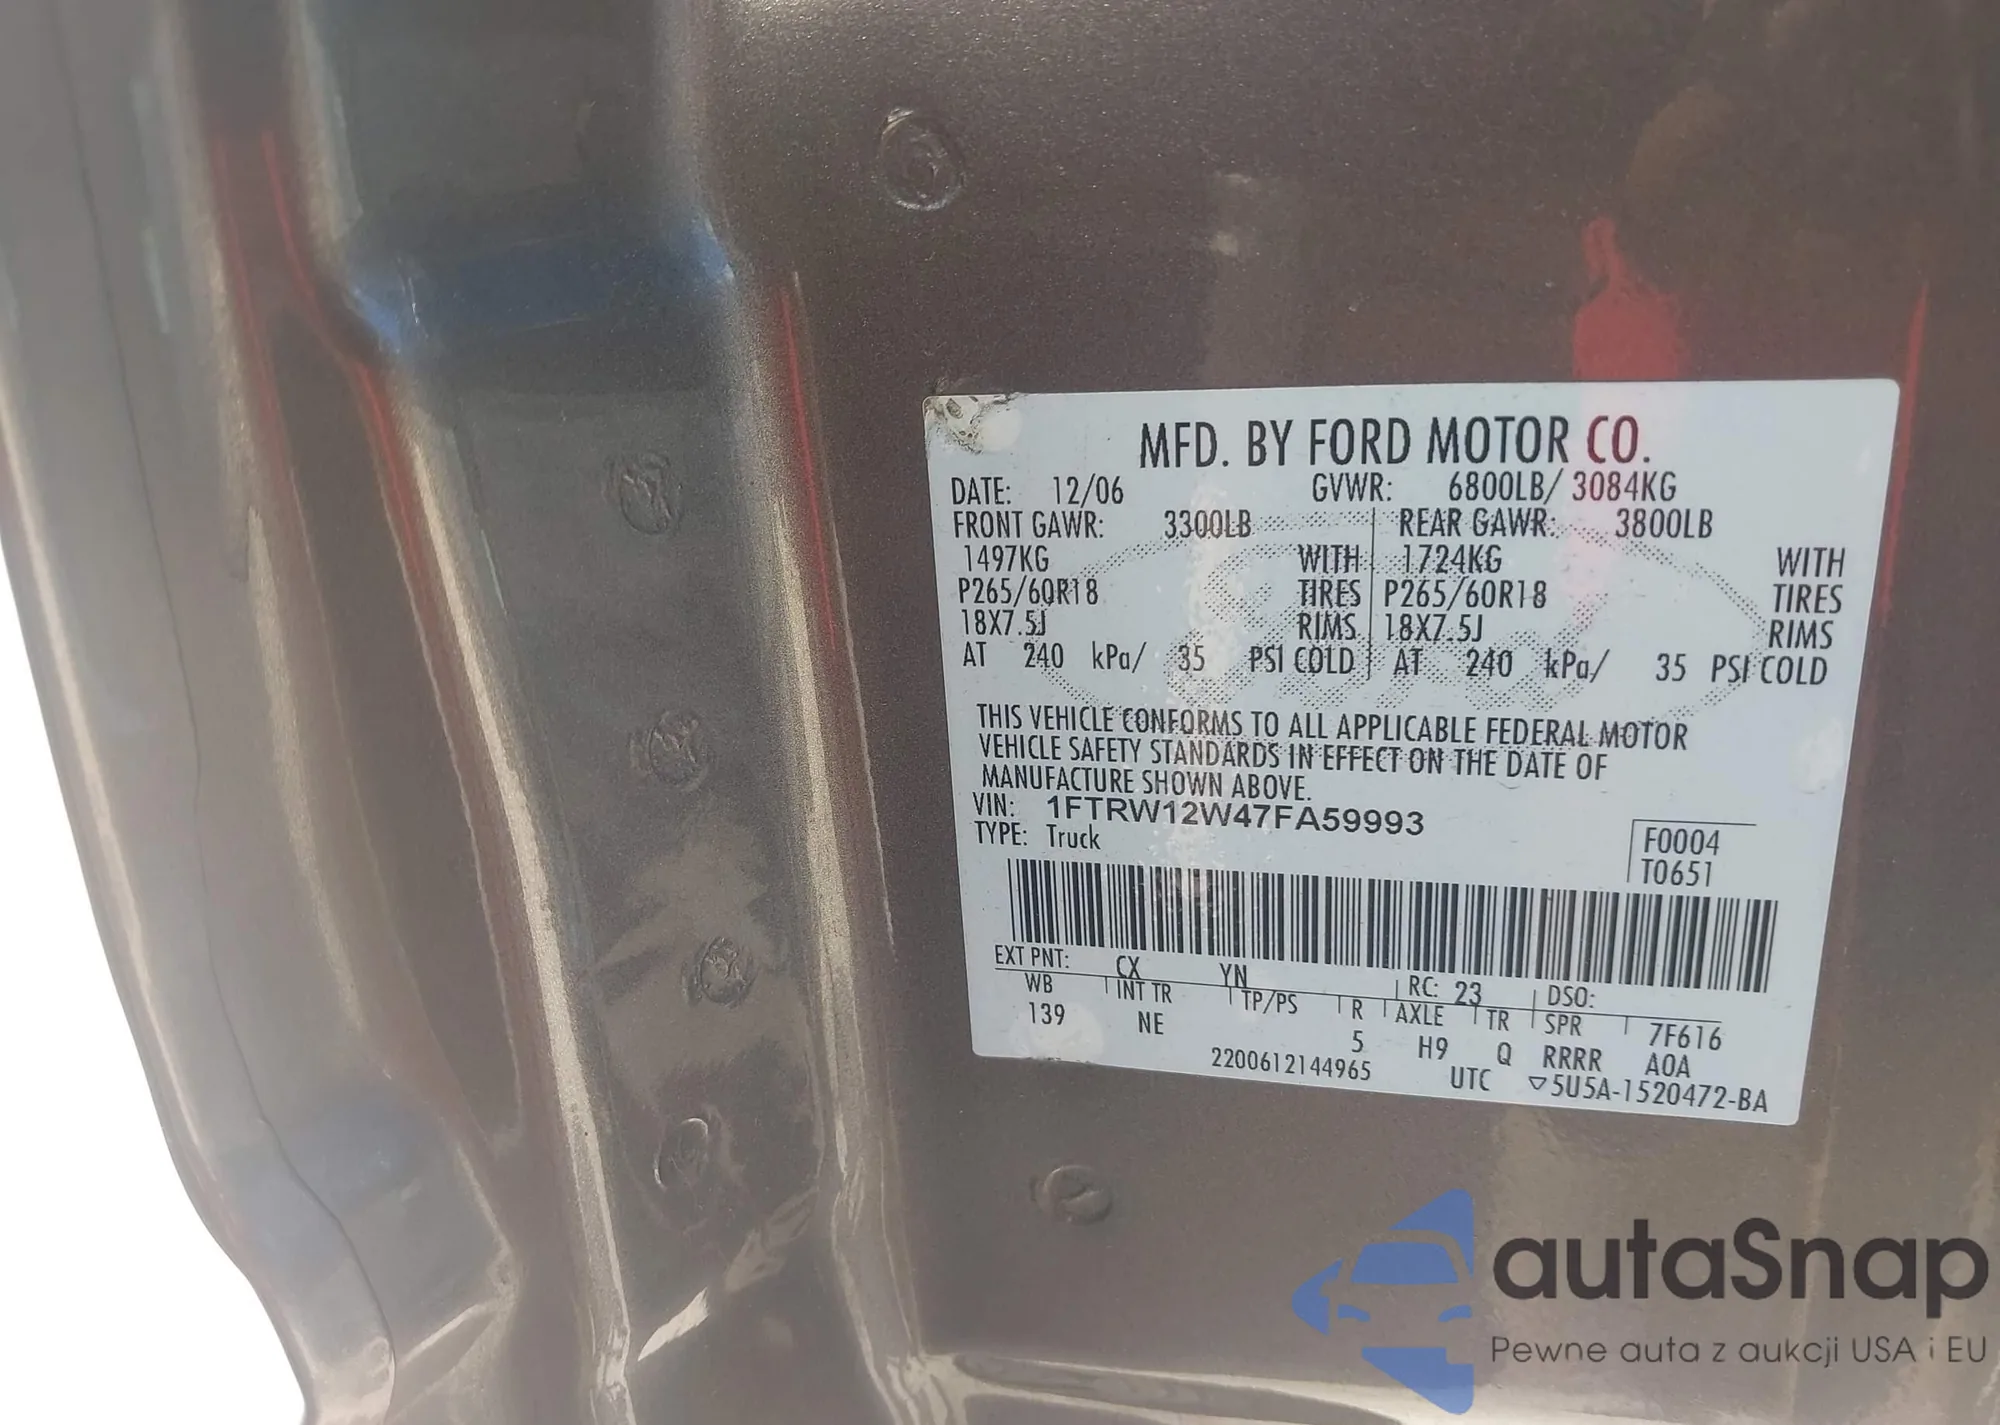 MFD. BY FORD MOTOR CO.
DATE: 12/06 GVWR: 6800LB/ 3084KG
FRONT GAWR: 3300LB REAR GAWR: 3800LB
1497KG WITH 1724KG WITH
P265/60R18 TIRES P265/60R18 TIRES
18X7.5J RIMS 18X7.5J RIMS
AT 240 kPa/ 35 PSI COLD AT 240 kPa/ 35 PSI COLD
THIS VEHICLE CONFORMS TO ALL APPLICABLE FEDERAL MOTOR
VEHICLE SAFETY STANDARDS IN EFFECT ON THE DATE OF
MANUFACTURE SHOWN ABOVE.
VIN: 1FTRW12W47FA59993
TYPE: Truck
F0004
T0651
EXT PNT: CX YN RC: 23 DSO:
WB INT TR TP/PS R AXLE TR SPR 7F616
139 NE 5 H9 Q RRRR A0A
2200612144965 UTC ▽5U5A-1520472-BA
autaSnap
Pewne auta z aukcji USA i EU